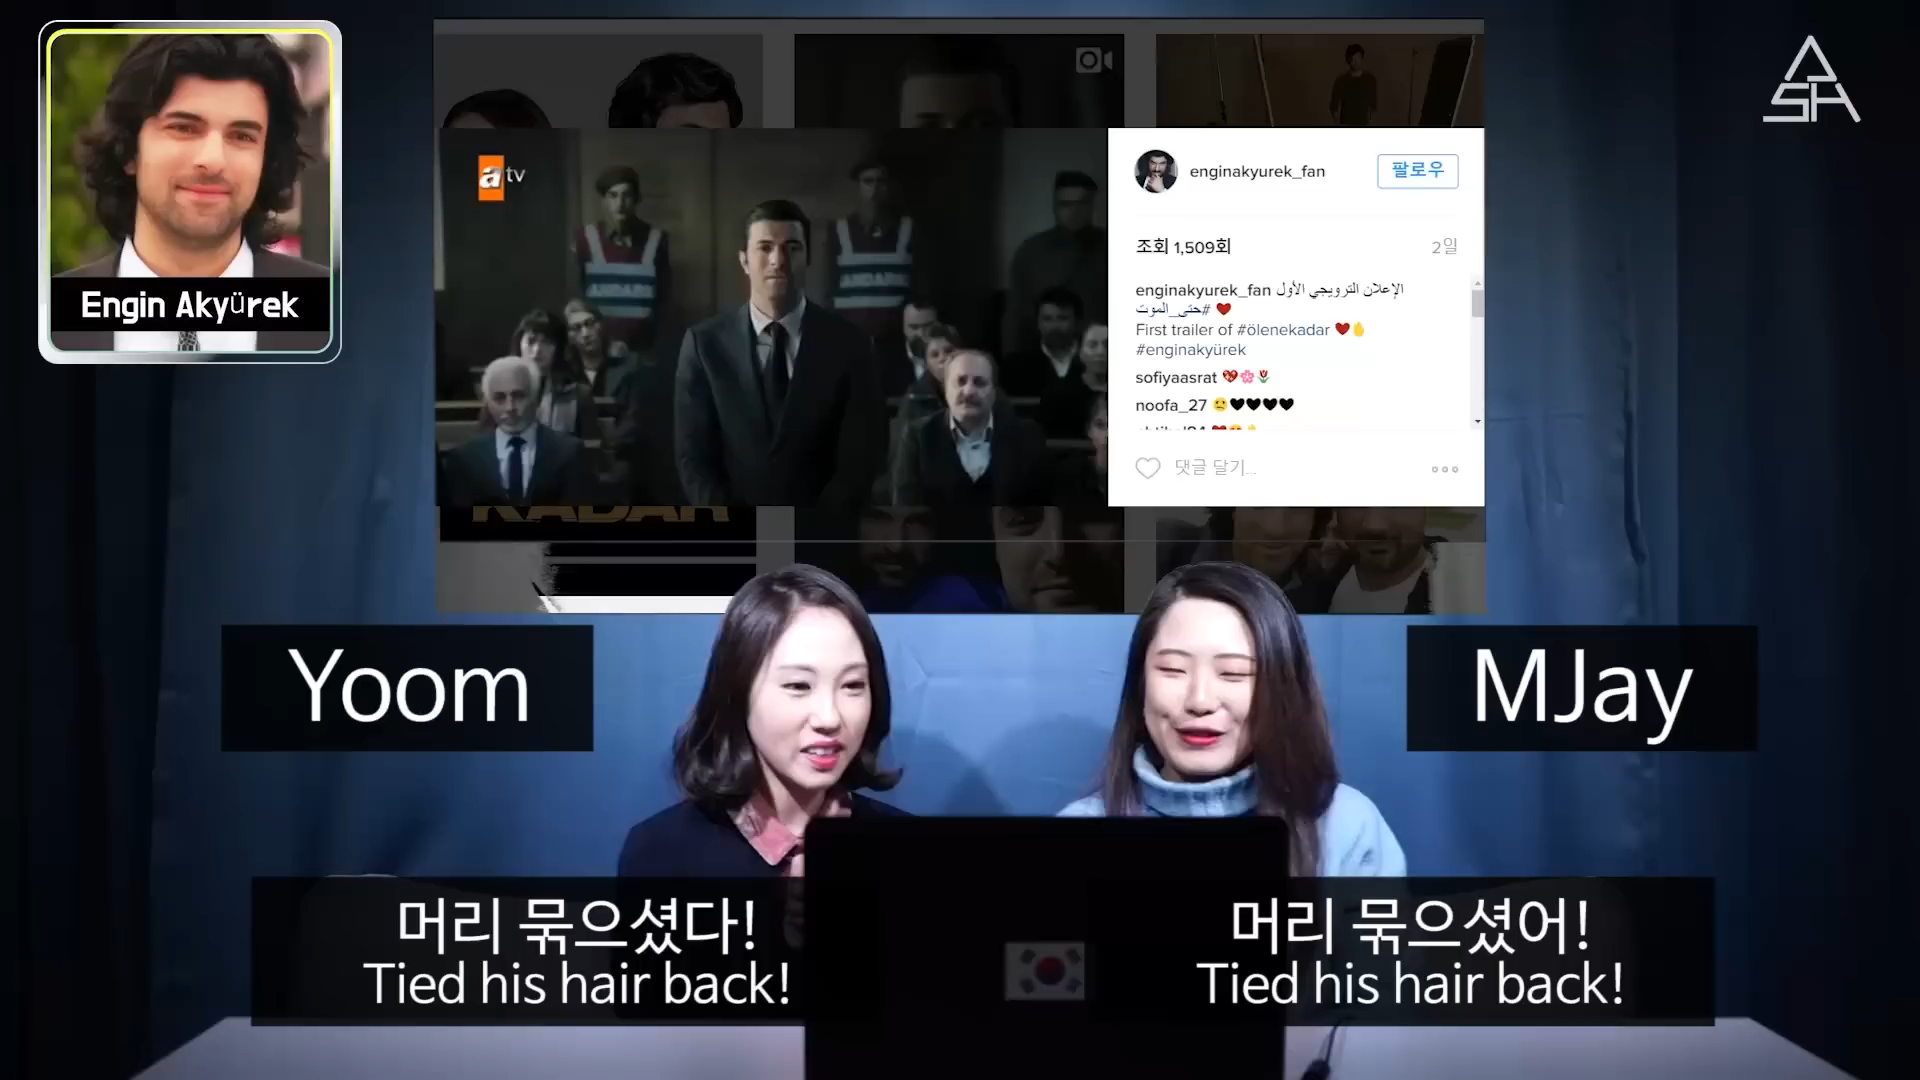 Engin Akyürek
ASH
atv
enginakyurek_fan
팔로우
조회 1,509회
2일
enginakyurek_fan الإعلان الترويجي الأول
#حتى_الموت ❤️
First trailer of #ölenekadar ❤️✋
#enginakyürek
sofiyaasrat 💖🌸🌷
noofa_27 😢🖤🖤🖤🖤
댓글 달기...
KADAR
Yoom
MJay
머리 묶으셨다!
Tied his hair back!
머리 묶으셨어!
Tied his hair back!